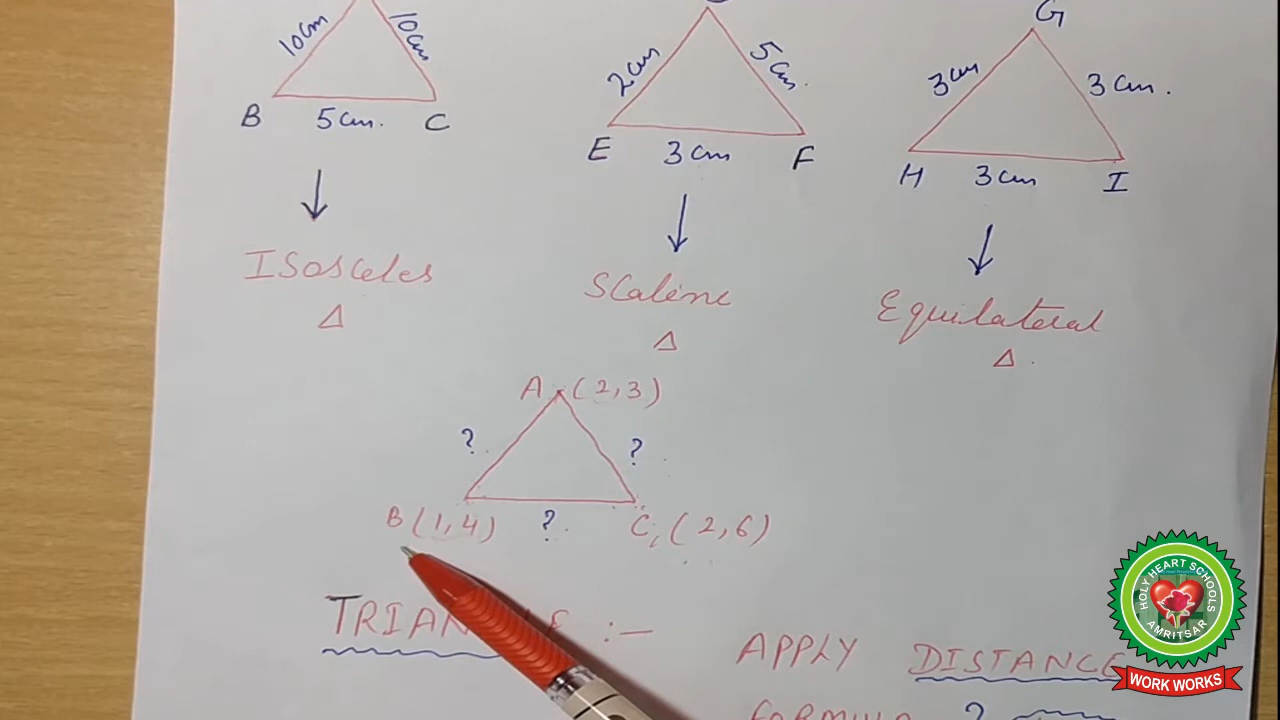 10cm 10cm
B 5cm. C
2cm 5cm.
E 3cm F
G
3cm 3cm.
H 3cm I
Isosceles
Δ
Scalene
Δ
Equilateral
Δ.
A (2,3)
? ?
B (1,4) ? C, (2,6)
:-
APPLY DISTANCE
FORMULA ?
HOLY HEART SCHOOLS
AMRITSAR
WORK WORKS